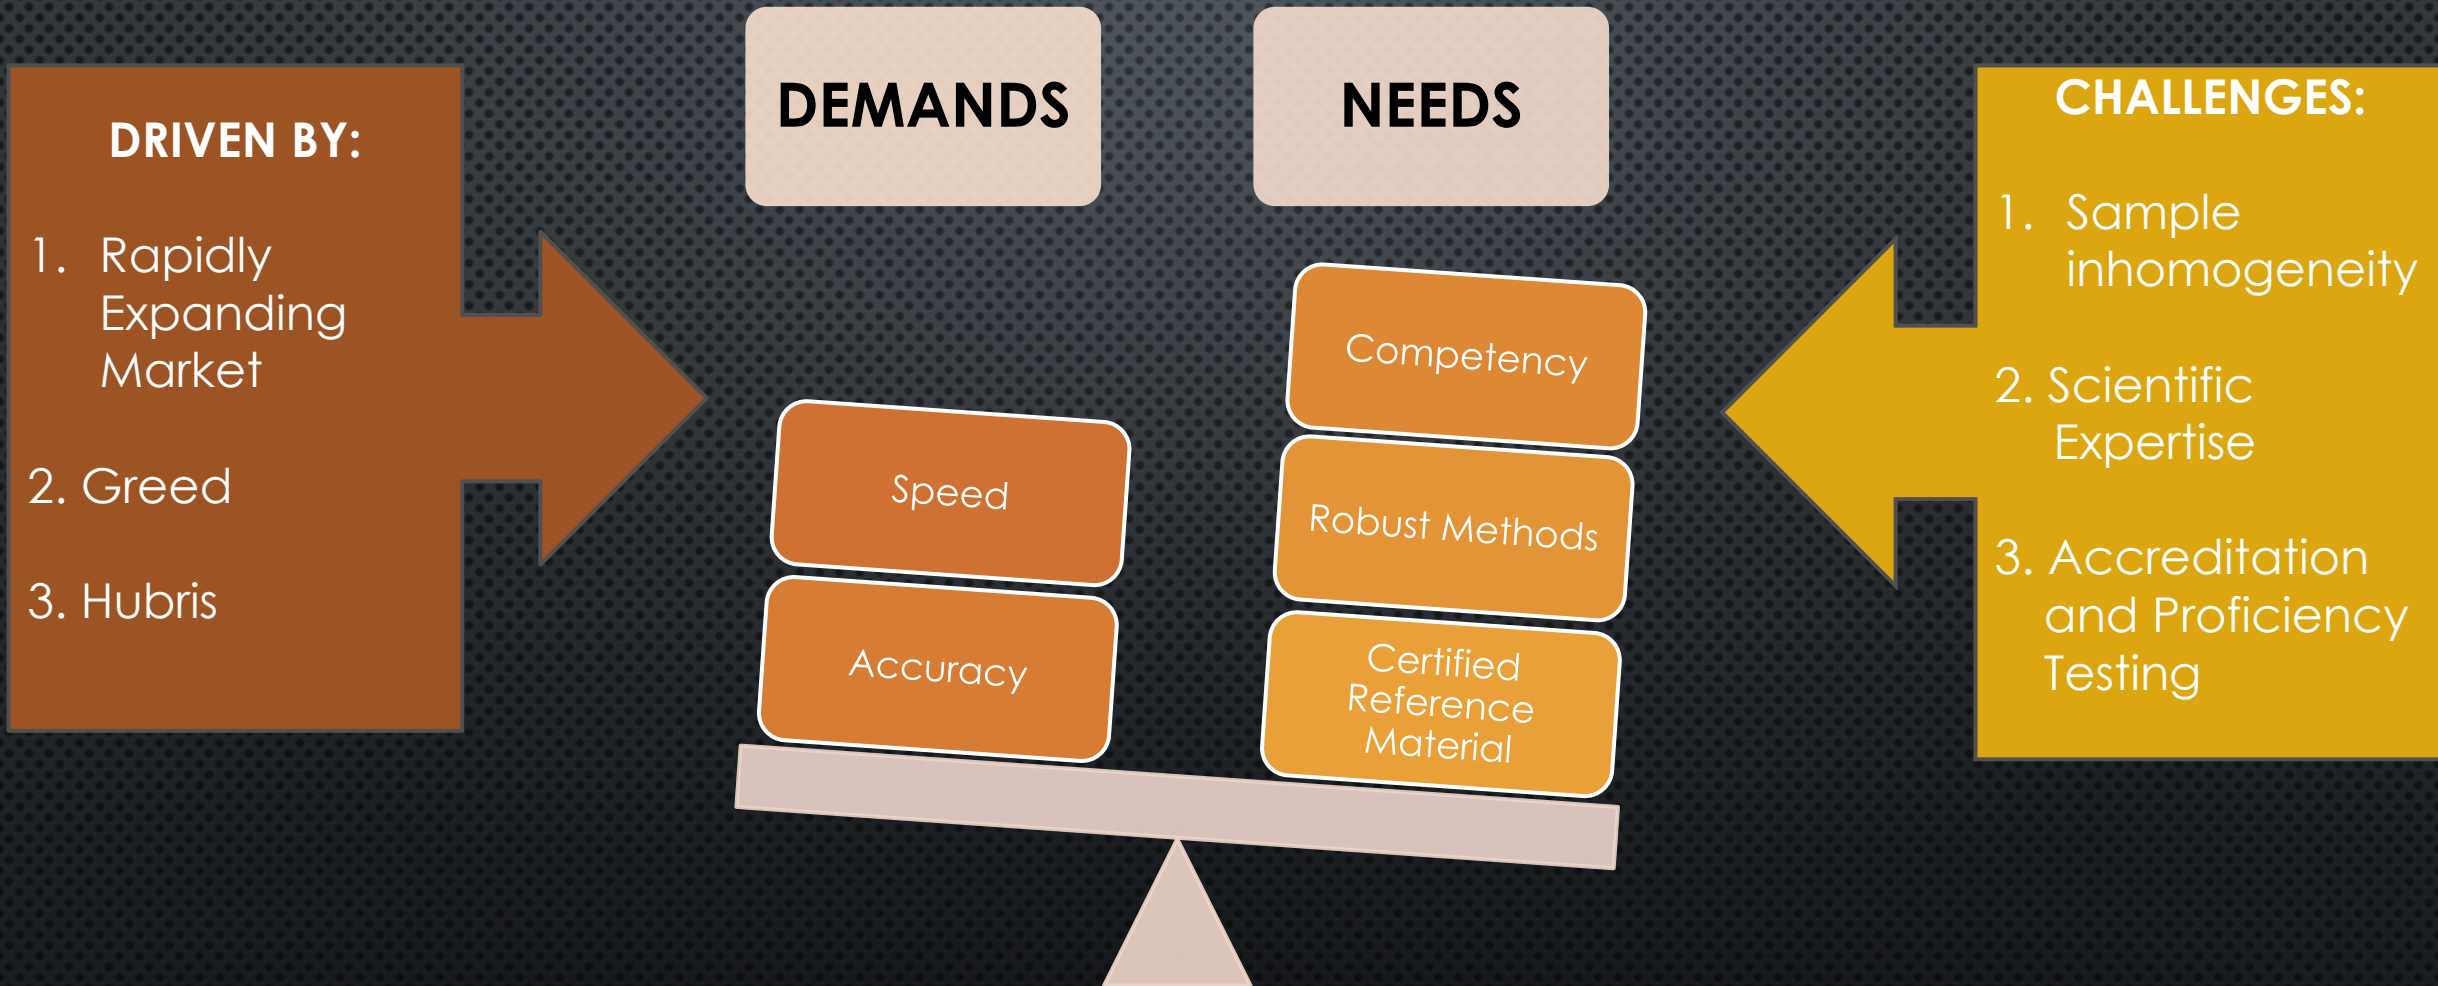 DRIVEN BY:
1. Rapidly
Expanding
Market
2. Greed
3. Hubris
DEMANDS
Speed
Accuracy
NEEDS
Competency
Robust Methods
Certified
Reference
Material
CHALLENGES:
1. Sample
inhomogeneity
2. Scientific
Expertise
3. Accreditation
and Proficiency
Testing